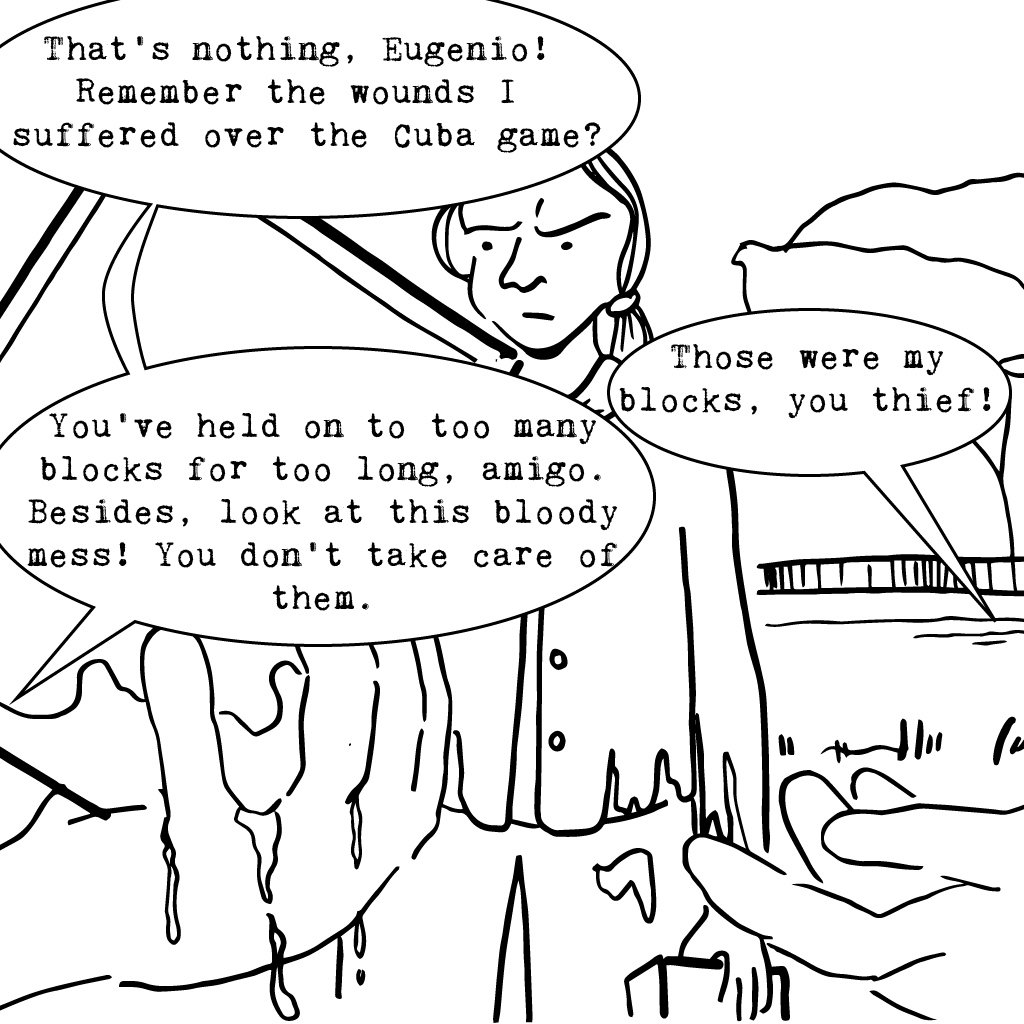 That's nothing, Eugenio!
Remember the wounds I
suffered over the Cuba game?
Those were my
blocks, you thief!
You've held on to too many
blocks for too long, amigo.
Besides, look at this bloody
mess! You don't take care of
them.